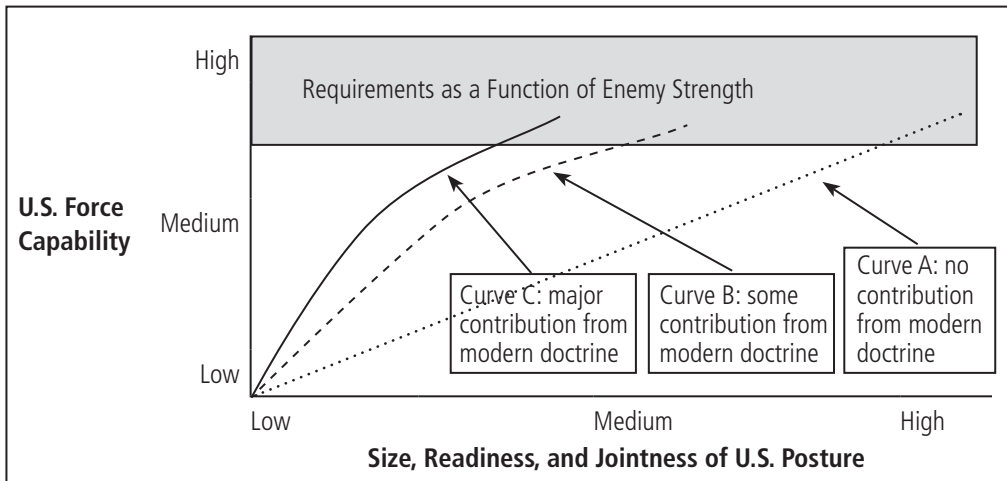 High
Requirements as a Function of Enemy Strength
U.S. Force
Capability
Medium
Low
Curve C: major
contribution from
modern doctrine
Curve B: some
contribution from
modern doctrine
Curve A: no
contribution
from modern
doctrine
Low
Medium
High
Size, Readiness, and Jointness of U.S. Posture